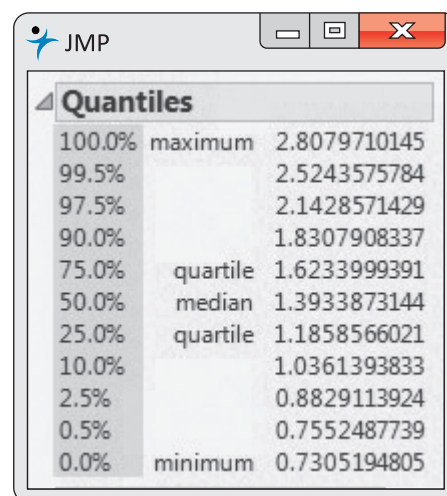 JMP
Quantiles
100.0% maximum 2.8079710145
99.5% 2.5243575784
97.5% 2.1428571429
90.0% 1.8307908337
75.0% quartile 1.6233999391
50.0% median 1.3933873144
25.0% quartile 1.1858566021
10.0% 1.0361393833
2.5% 0.8829113924
0.5% 0.7552487739
0.0% minimum 0.7305194805